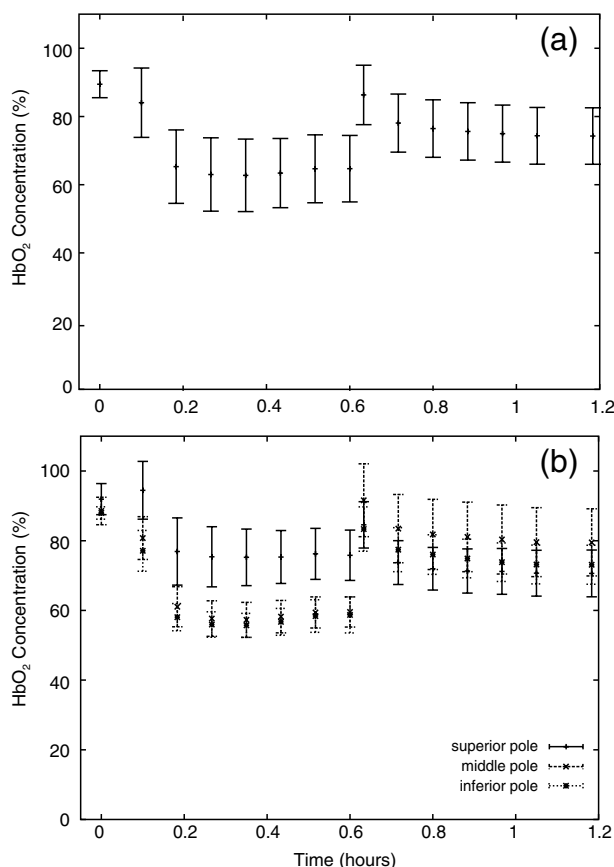 (a)
HbO₂ Concentration (%)
100
80
60
40
20
0
0 0.2 0.4 0.6 0.8 1 1.2
(b)
HbO₂ Concentration (%)
100
80
60
40
20
0
superior pole
middle pole
inferior pole
0 0.2 0.4 0.6 0.8 1 1.2
Time (hours)